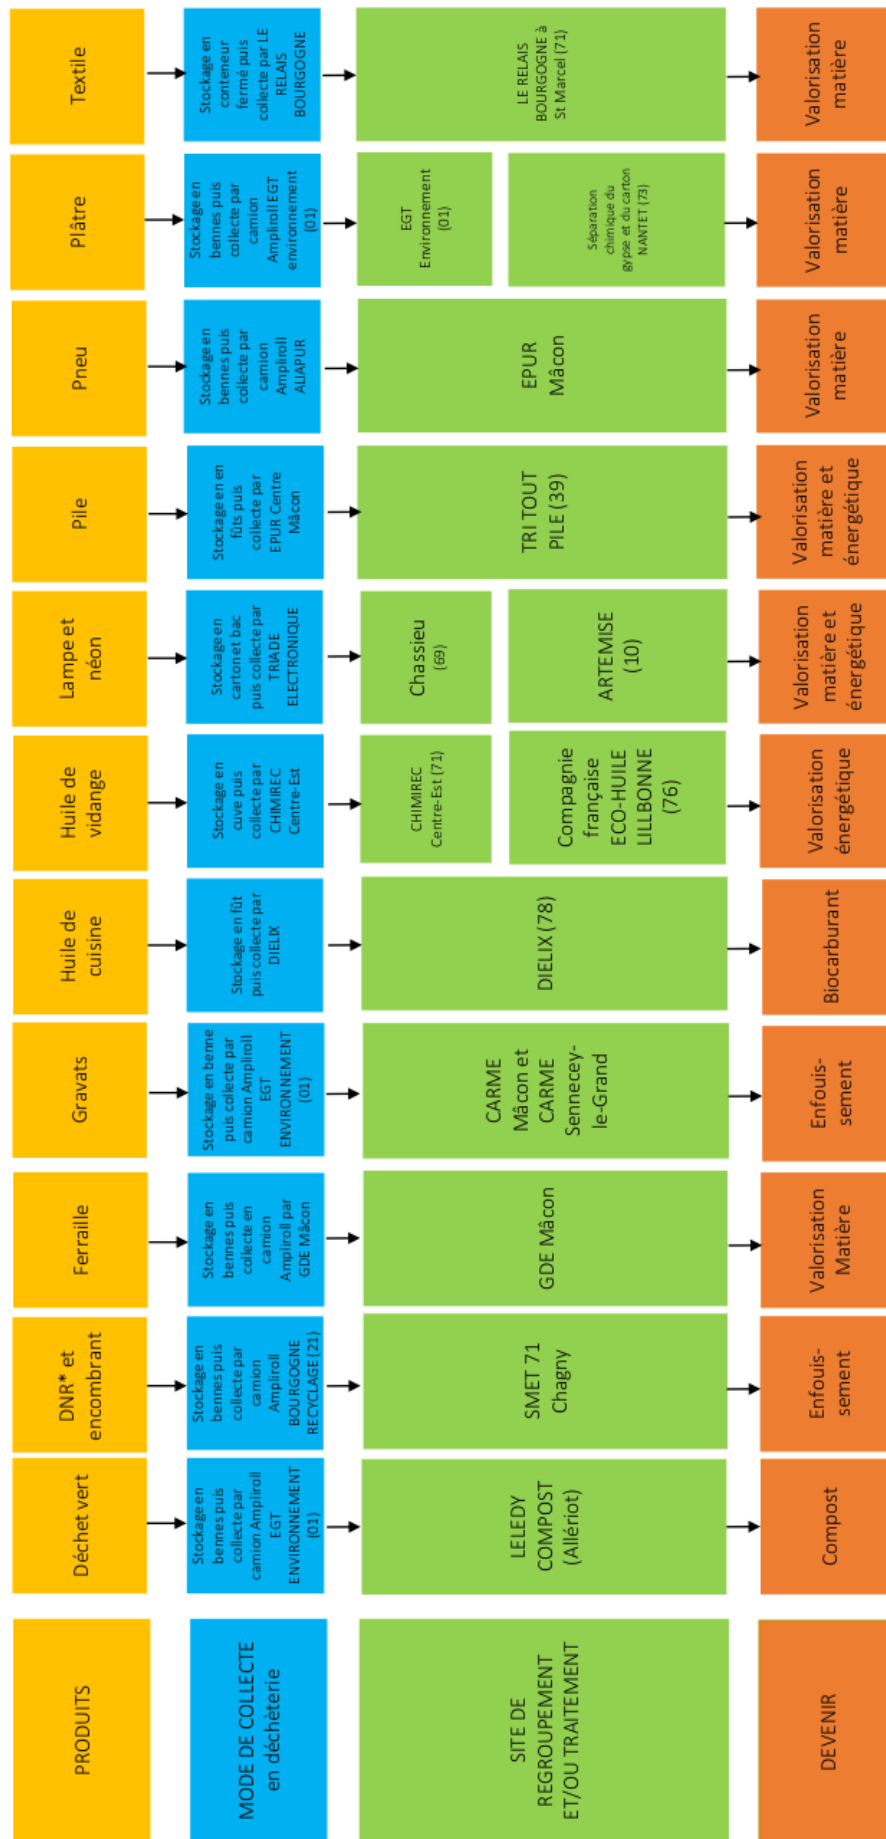 PRODUITS
Déchet vert
DNR* et
encombrant
Ferraille
Gravats
Huile de
cuisine
Huile de
vidange
Lampe et
néon
Pile
Pneu
Plâtre
Textile
MODE DE COLLECTE
en déchèterie
Stockage en
bennes puis
collecte par
camion Ampliroll
EGT
ENVIRONNEMENT
(01)
Stockage en
bennes puis
collecte par
camion
Ampliroll
BOURGOGNE
RECYCLAGE (21)
Stockage en
bennes puis
collecte en
camion
Ampliroll par
GDE Mâcon
Stockage en benne
puis collecte par
camion Ampliroll
EGT
ENVIRONNEMENT
(01)
Stockage en fût
puis collecte par
DIELIX
Stockage en
cuve puis
collecte par
CHIMIREC
Centre-Est
Stockage en
carton et bac
puis collecte par
TRIADE
ELECTRONIQUE
Stockage en en
fûts puis
collecte par
EPUR Centre
Mâcon
Stockage en
bennes puis
collecte par
camion
Ampliroll
ALIAPUR
Stockage en
bennes puis
collecte par
camion
Ampliroll EGT
environnement
(01)
Stockage en
conteneur
fermé puis
collecte par LE
RELAIS
BOURGOGNE
SITE DE
REGROUPEMENT
ET/OU TRAITEMENT
LELEDY
COMPOST
(Allériot)
SMET 71
Chagny
GDE Mâcon
CARME
Mâcon et
CARME
Sennecey-
le-Grand
DIELIX (78)
CHIMIREC
Centre-Est (71)
Compagnie
française
ECO-HUILE
LILLBONNE
(76)
Chassieu
(69)
ARTEMISE
(10)
TRI TOUT
PILE (39)
EPUR
Mâcon
EGT
Environnement
(01)
Séparation
chimique du
gypse et du carton
NANTET (73)
LE RELAIS
BOURGOGNE à
St Marcel (71)
DEVENIR
Compost
Enfouis-
sement
Valorisation
Matière
Enfouis-
sement
Biocarburant
Valorisation
énergétique
Valorisation
matière et
énergétique
Valorisation
matière et
énergétique
Valorisation
matière
Valorisation
matière
Valorisation
matière